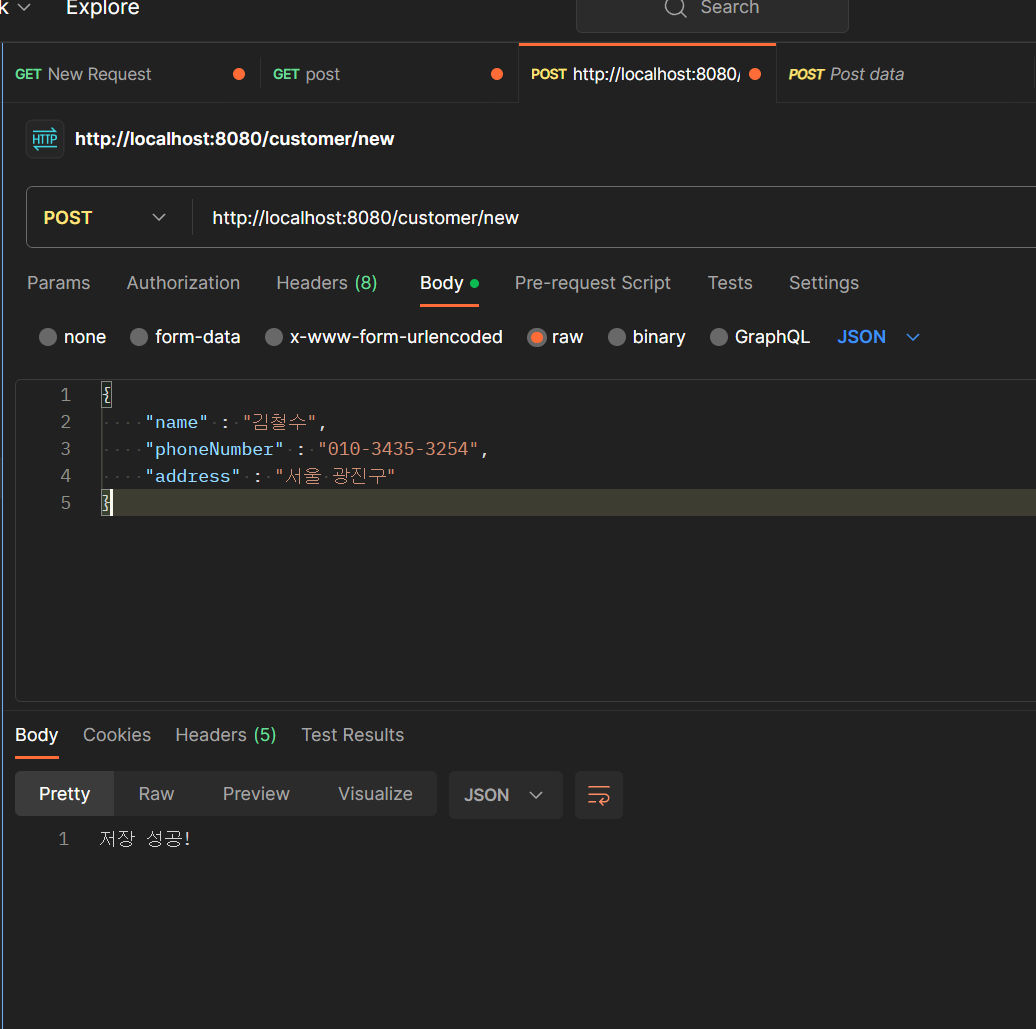 k Explore Search
GET New Request GET post POST http://localhost:8080/ POST Post data
HTTP http://localhost:8080/customer/new
POST http://localhost:8080/customer/new
Params Authorization Headers (8) Body Pre-request Script Tests Settings
none form-data x-www-form-urlencoded raw binary GraphQL JSON
1 {
2 "name" : "김철수",
3 "phoneNumber" : "010-3435-3254",
4 "address" : "서울 광진구"
5 }
Body Cookies Headers (5) Test Results
Pretty Raw Preview Visualize JSON
1 저장 성공!